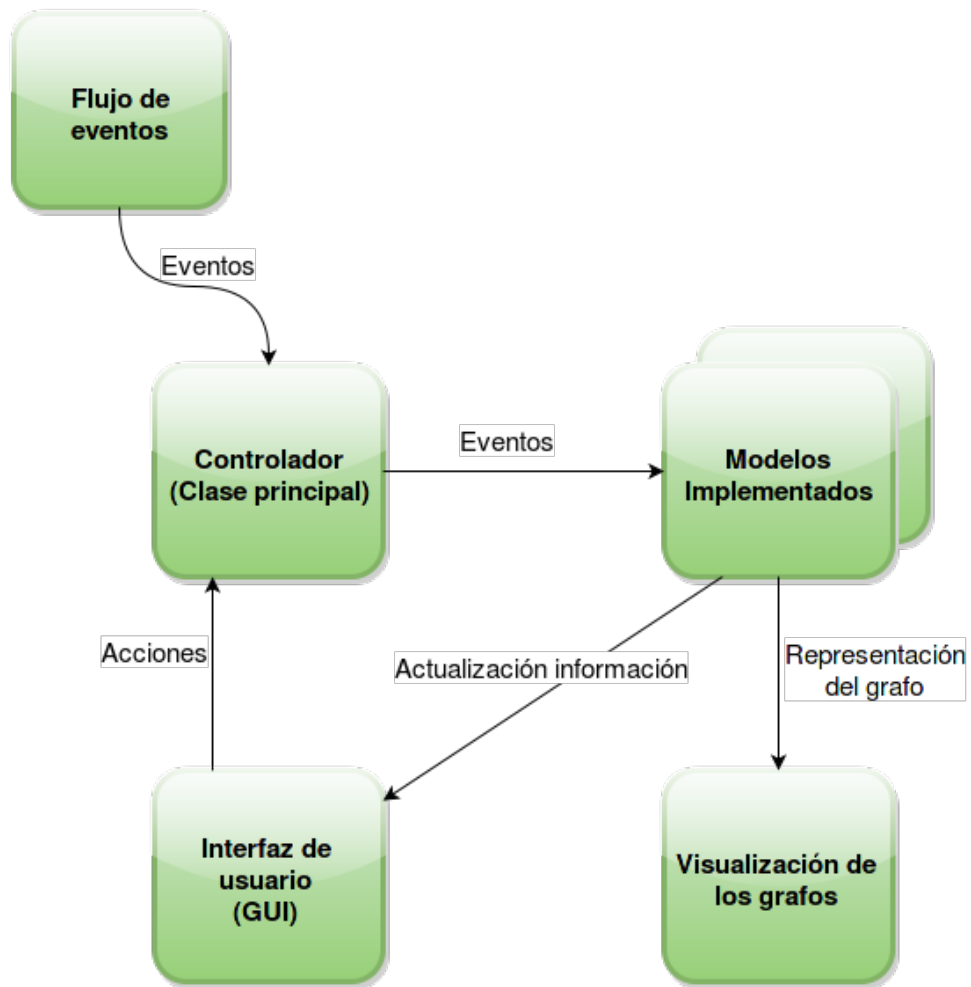 Flujo de
eventos
Eventos
Controlador
(Clase principal)
Eventos
Modelos
Implementados
Acciones
Actualización información
Representación
del grafo
Interfaz de
usuario
(GUI)
Visualización de
los grafos